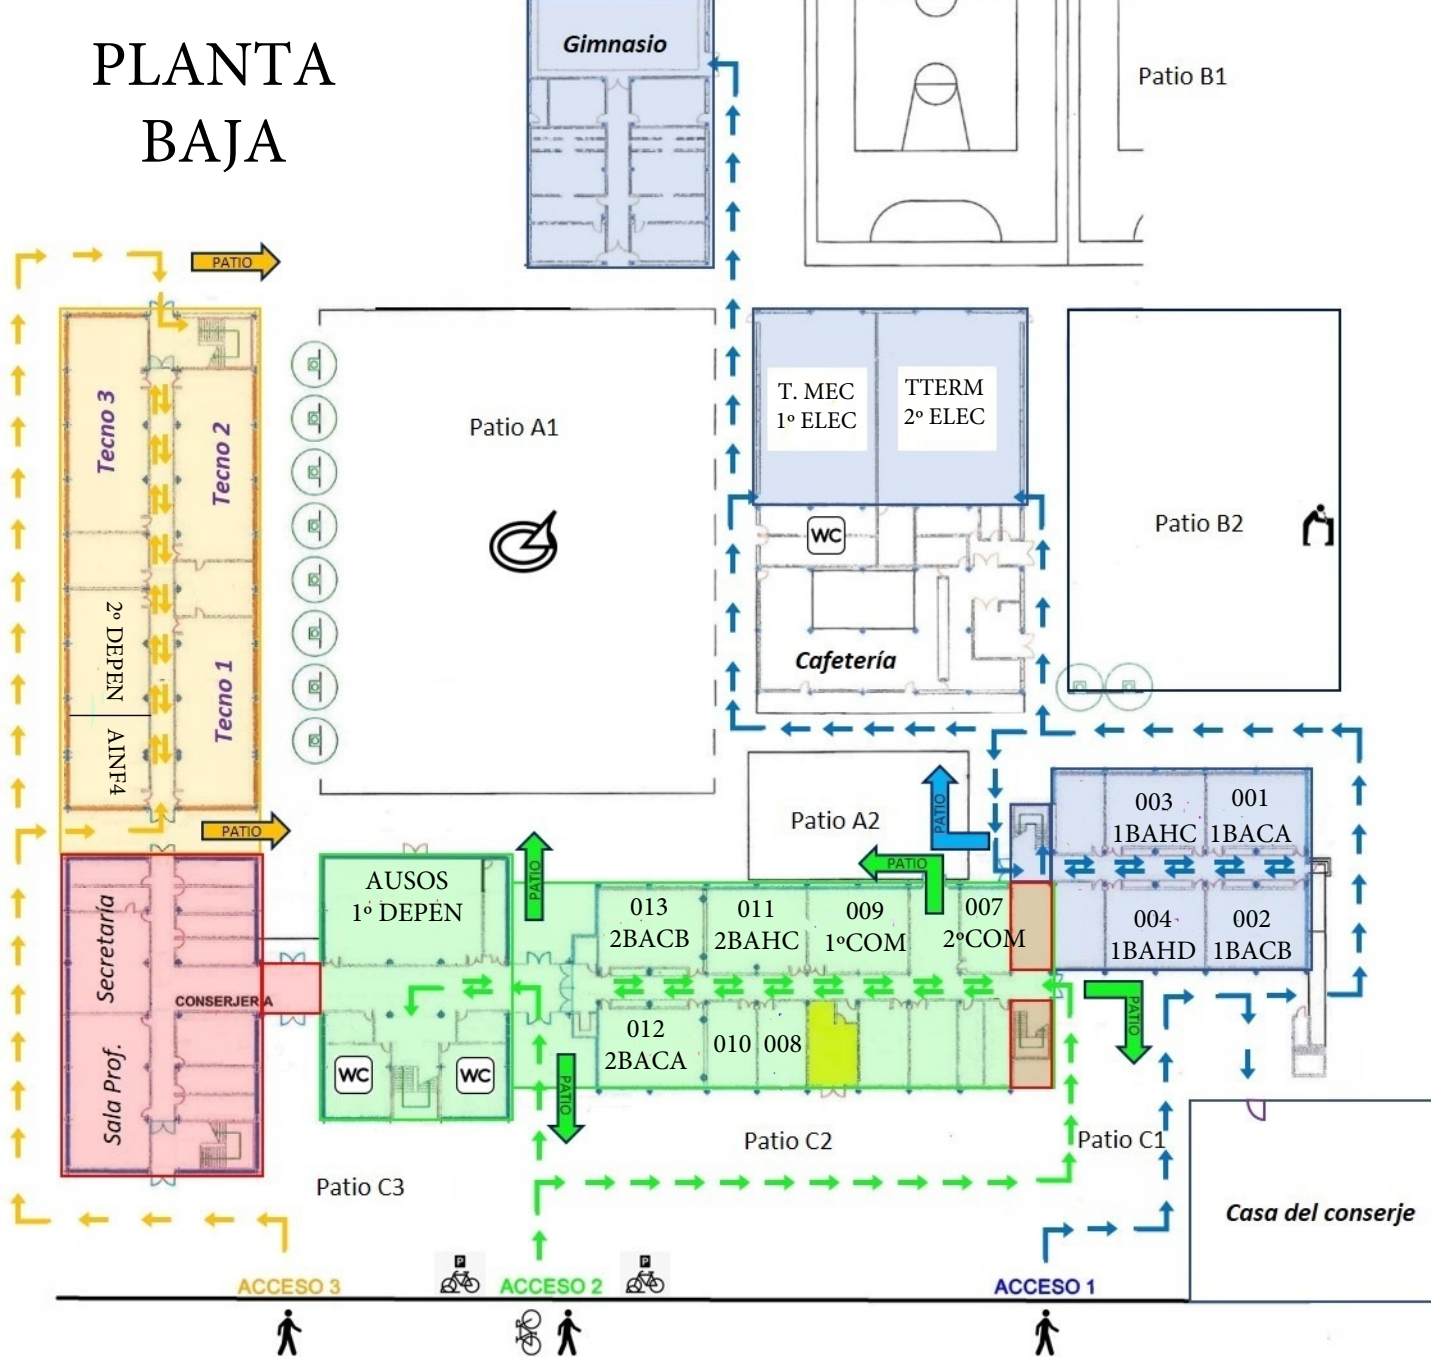 PLANTA
BAJA
Gimnasio
Patio B1
PATIO
Tecno 3
Tecno 2
Patio A1
T. MEC
1º ELEC
TTERM
2º ELEC
WC
Patio B2
2º DEPEN
Tecno 1
Cafetería
AINF4
PATIO
Patio A2
PATIO
003
1BAHC
001
1BACA
AUSOS
1º DEPEN
PATIO
PATIO
013
2BACB
011
2BAHC
009
1ºCOM
007
2ºCOM
004
1BAHD
002
1BACB
Secretaría
CONSERJERIA
PATIO
012
2BACA
010
008
Sala Prof.
WC
WC
PATIO
Patio C2
Patio C1
Patio C3
Casa del conserje
P
P
ACCESO 3
ACCESO 2
ACCESO 1